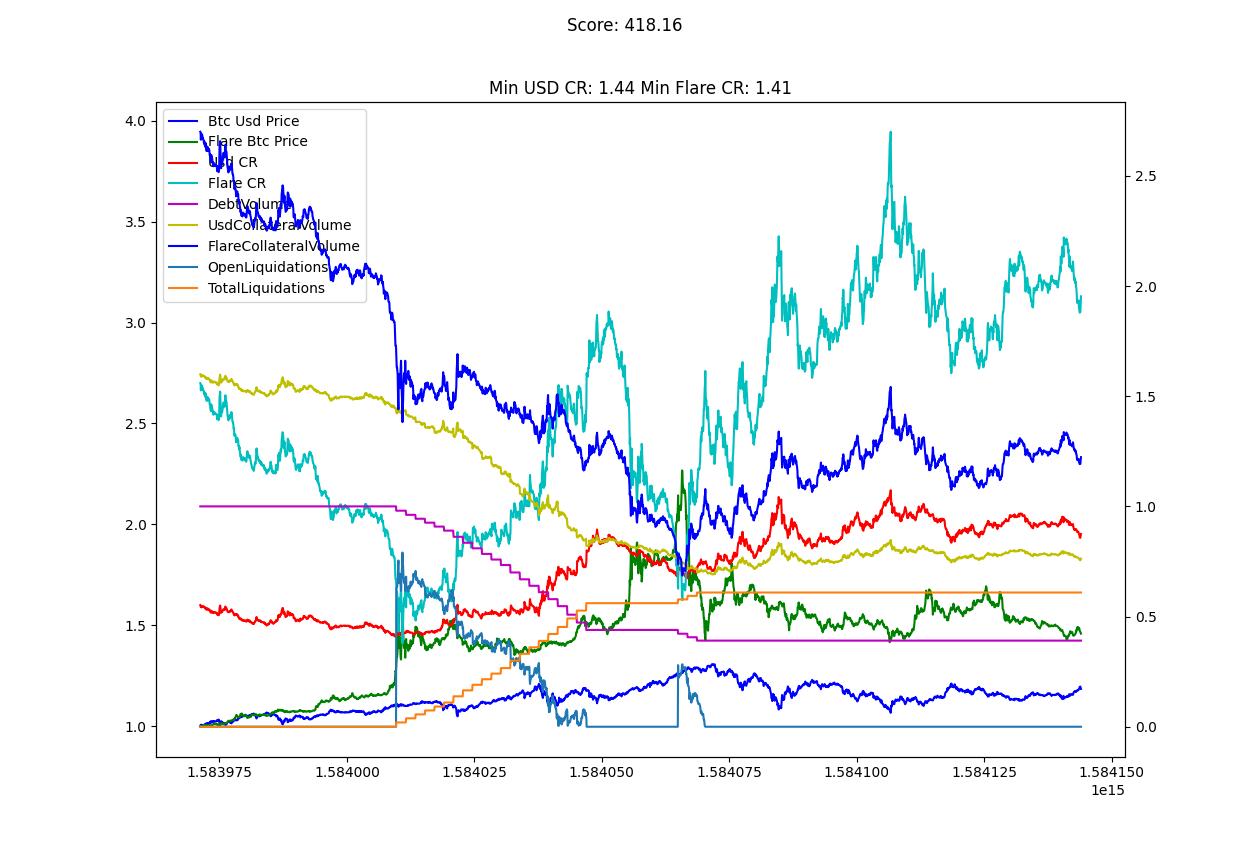 Score: 418.16
Min USD CR: 1.44 Min Flare CR: 1.41
Btc Usd Price
Flare Btc Price
Usd CR
Flare CR
DebtVolume
UsdCollateralVolume
FlareCollateralVolume
OpenLiquidations
TotalLiquidations
4.0
3.5
3.0
2.5
2.0
1.5
1.0
2.5
2.0
1.5
1.0
0.5
0.0
1.583975
1.584000
1.584025
1.584050
1.584075
1.584100
1.584125
1.584150
1e15